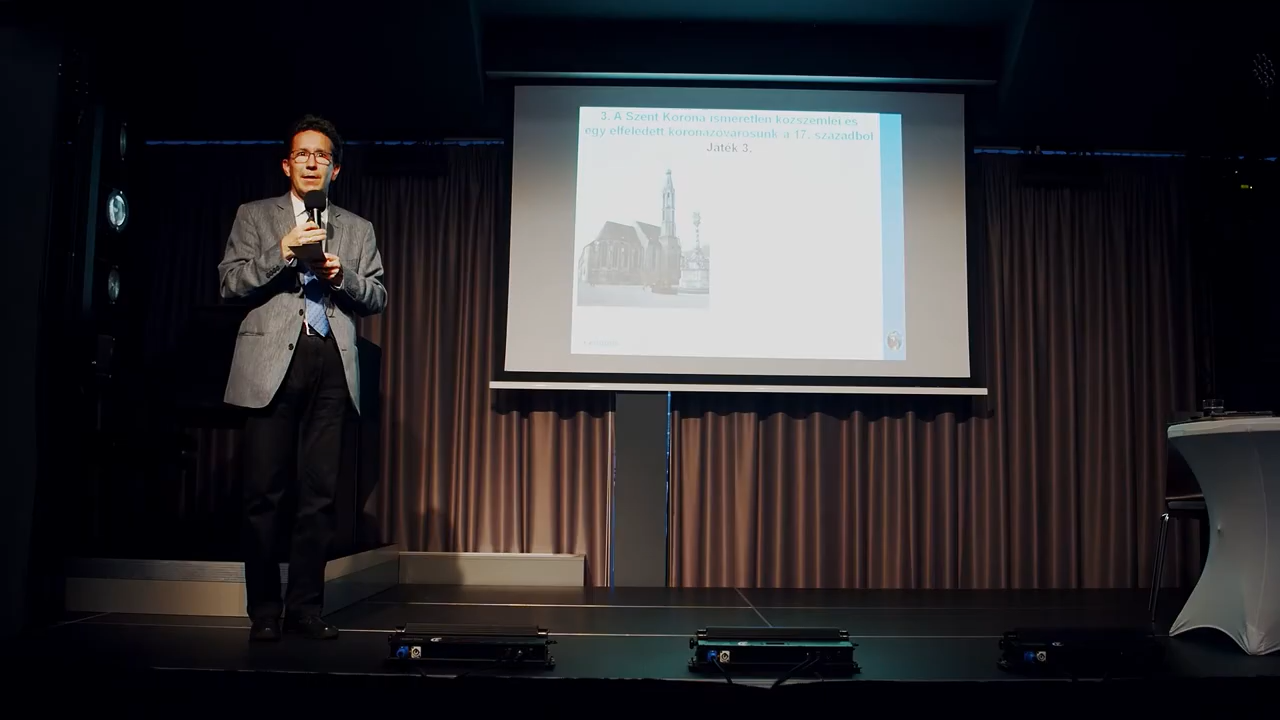 3. A Szent Korona ismeretlen közszemléi és
egy elfeledett koronázóvárosunk a 17. századból
Játék 3.